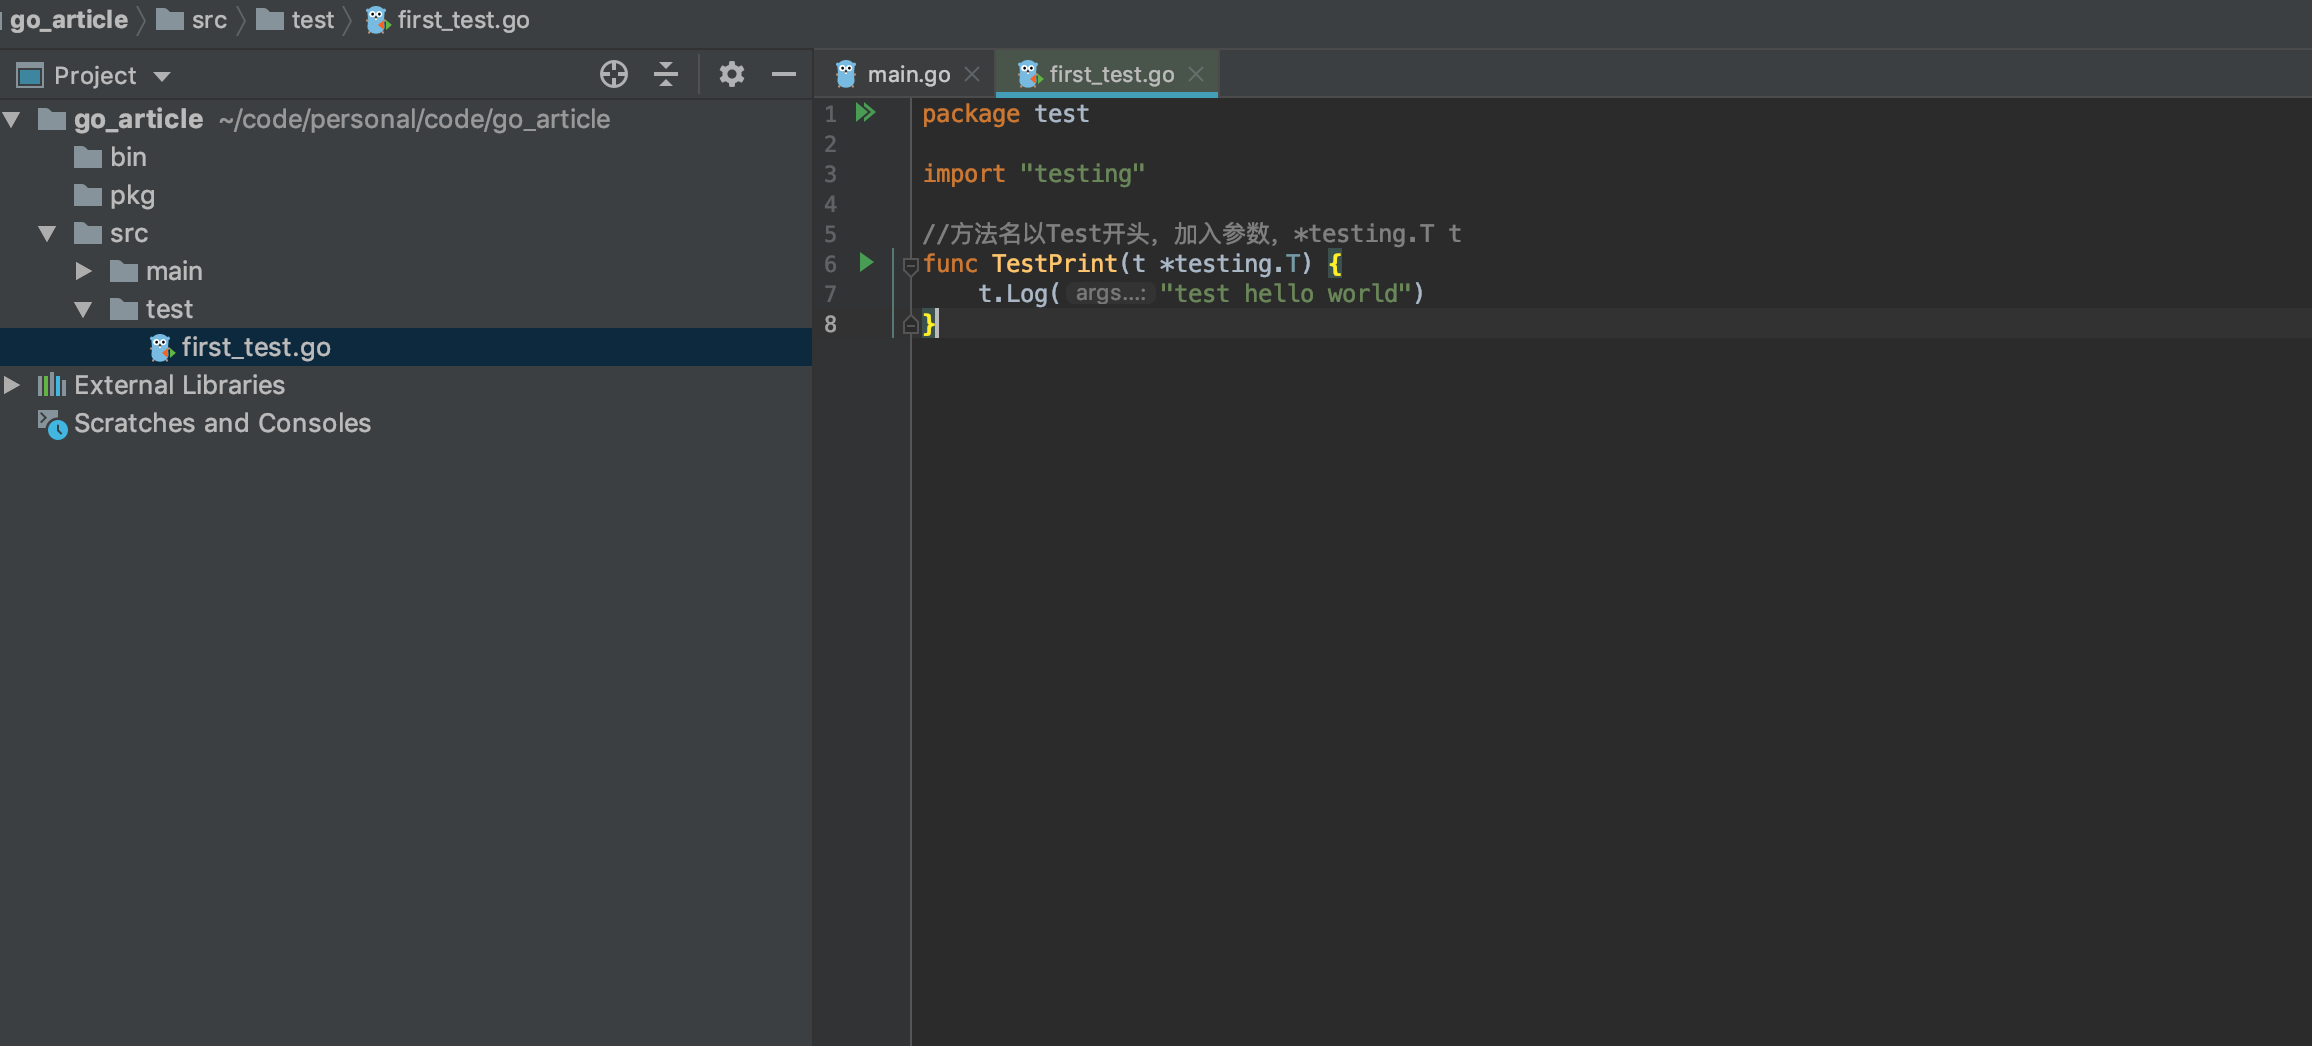 go_article src test first_test.go
Project
go_article ~/code/personal/code/go_article
bin
pkg
src
main
test
first_test.go
External Libraries
Scratches and Consoles
main.go first_test.go
1 package test
2
3 import "testing"
4
5 //方法名以Test开头，加入参数，*testing.T t
6 func TestPrint(t *testing.T) {
7 t.Log( args...: "test hello world")
8 }